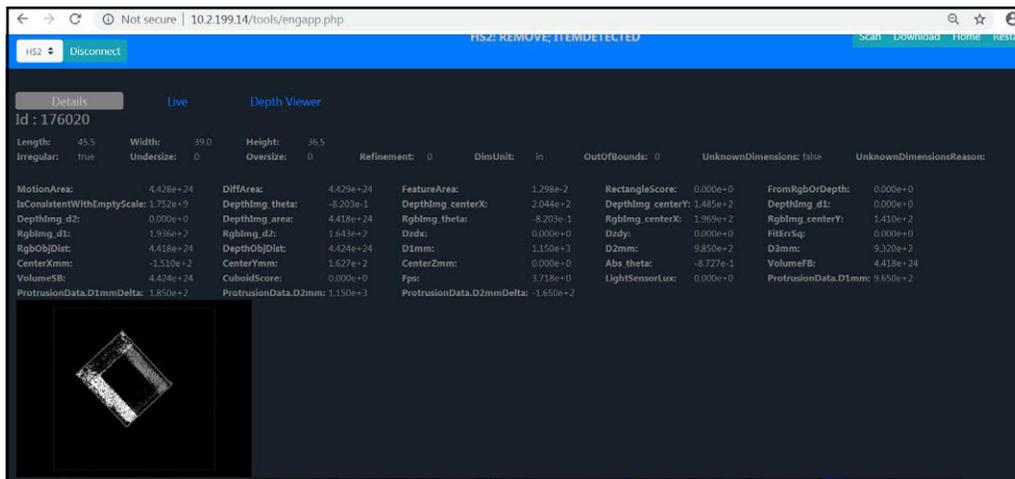 Not secure | 10.2.199.14/tools/engapp.php
HS2 Disconnect HS2: REMOVE; ITEMDETECTED Scan Download Home Resta
Details Live Depth Viewer
Id : 176020
Length: 45.5 Width: 39.0 Height: 36.5
Irregular: true Undersize: 0 Oversize: 0 Refinement: 0 DimUnit: in OutOfBounds: 0 UnknownDimensions: false UnknownDimensionsReason:
MotionArea: 4.428e+24 DiffArea: 4.429e+24 FeatureArea: 1.298e-2 RectangleScore: 0.000e+0 FromRgbOrDepth: 0.000e+0
IsConsistentWithEmptyScale: 1.752e+9 DepthImg_theta: -8.203e-1 DepthImg_centerX: 2.044e+2 DepthImg_centerY: 1.485e+2 DepthImg_d1: 0.000e+0
DepthImg_d2: 0.000e+0 DepthImg_area: 4.418e+24 RgbImg_theta: -8.203e-1 RgbImg_centerX: 1.969e+2 RgbImg_centerY: 1.410e+2
RgbImg_d1: 1.936e+2 RgbImg_d2: 1.643e+2 Dzdx: 0.000e+0 Dzdy: 0.000e+0 FitErrSq: 0.000e+0
RgbObjDist: 4.418e+24 DepthObjDist: 4.424e+24 D1mm: 1.150e+3 D2mm: 9.850e+2 D3mm: 9.320e+2
CenterXmm: -1.510e+2 CenterYmm: 1.627e+2 CenterZmm: 0.000e+0 Abs_theta: -8.727e-1 VolumeFB: 4.418e+24
VolumeSB: 4.424e+24 CuboidScore: 0.000e+0 Fps: 3.718e+0 LightSensorLux: 0.000e+0 ProtrusionData.D1mm: 9.650e+2
ProtrusionData.D1mmDelta: 1.850e+2 ProtrusionData.D2mm: 1.150e+3 ProtrusionData.D2mmDelta: -1.650e+2